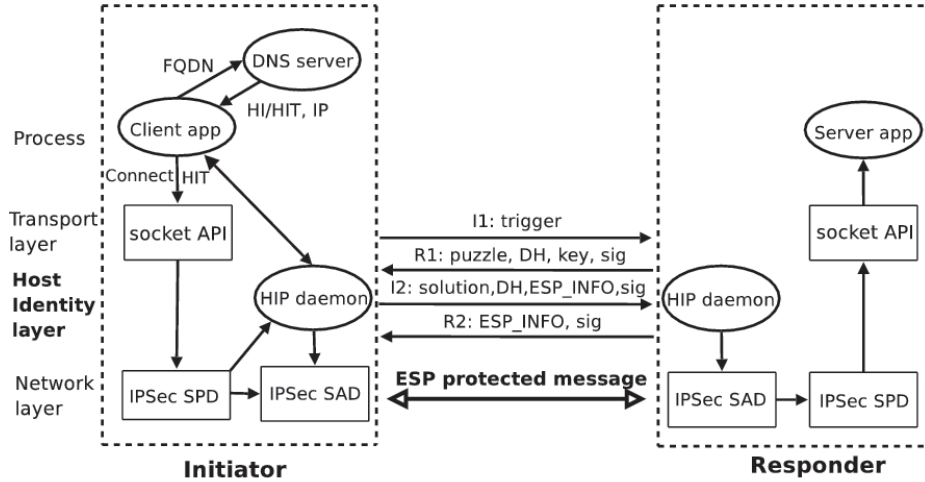 FQDN
DNS server
HI/HIT, IP
Process
Client app
Server app
Connect HIT
Transport
layer
socket API
socket API
I1: trigger
R1: puzzle, DH, key, sig
Host
Identity
layer
HIP daemon
I2: solution,DH,ESP_INFO,sig
HIP daemon
R2: ESP_INFO, sig
Network
layer
IPSec SPD
IPSec SAD
ESP protected message
IPSec SAD
IPSec SPD
Initiator
Responder